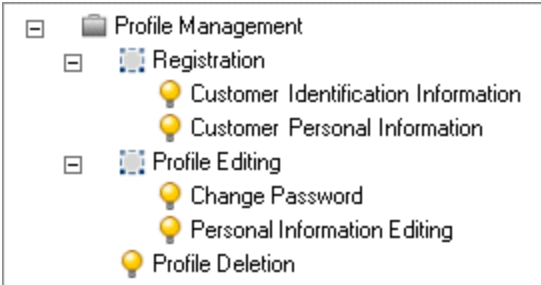 Profile Management
Registration
Customer Identification Information
Customer Personal Information
Profile Editing
Change Password
Personal Information Editing
Profile Deletion